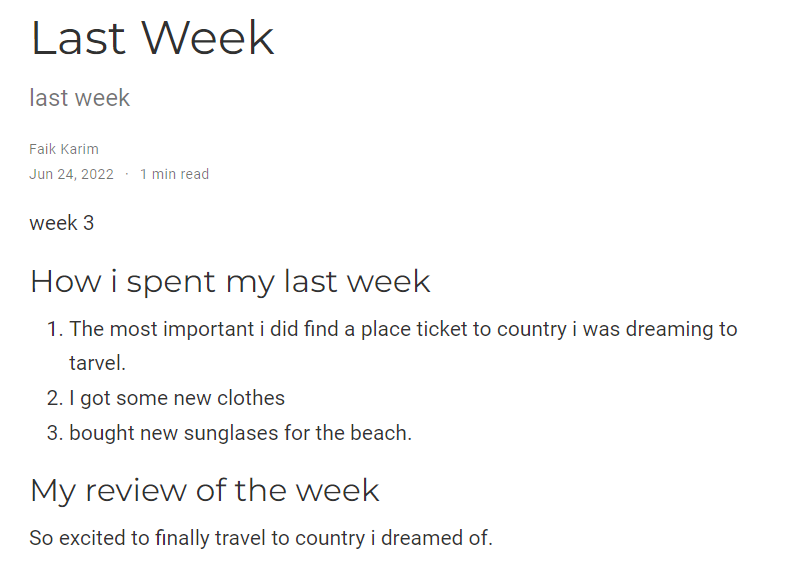 Last Week
last week
Faik Karim
Jun 24, 2022 · 1 min read
week 3
How i spent my last week
1. The most important i did find a place ticket to country i was dreaming to
tarvel.
2. I got some new clothes
3. bought new sunglasses for the beach.
My review of the week
So excited to finally travel to country i dreamed of.